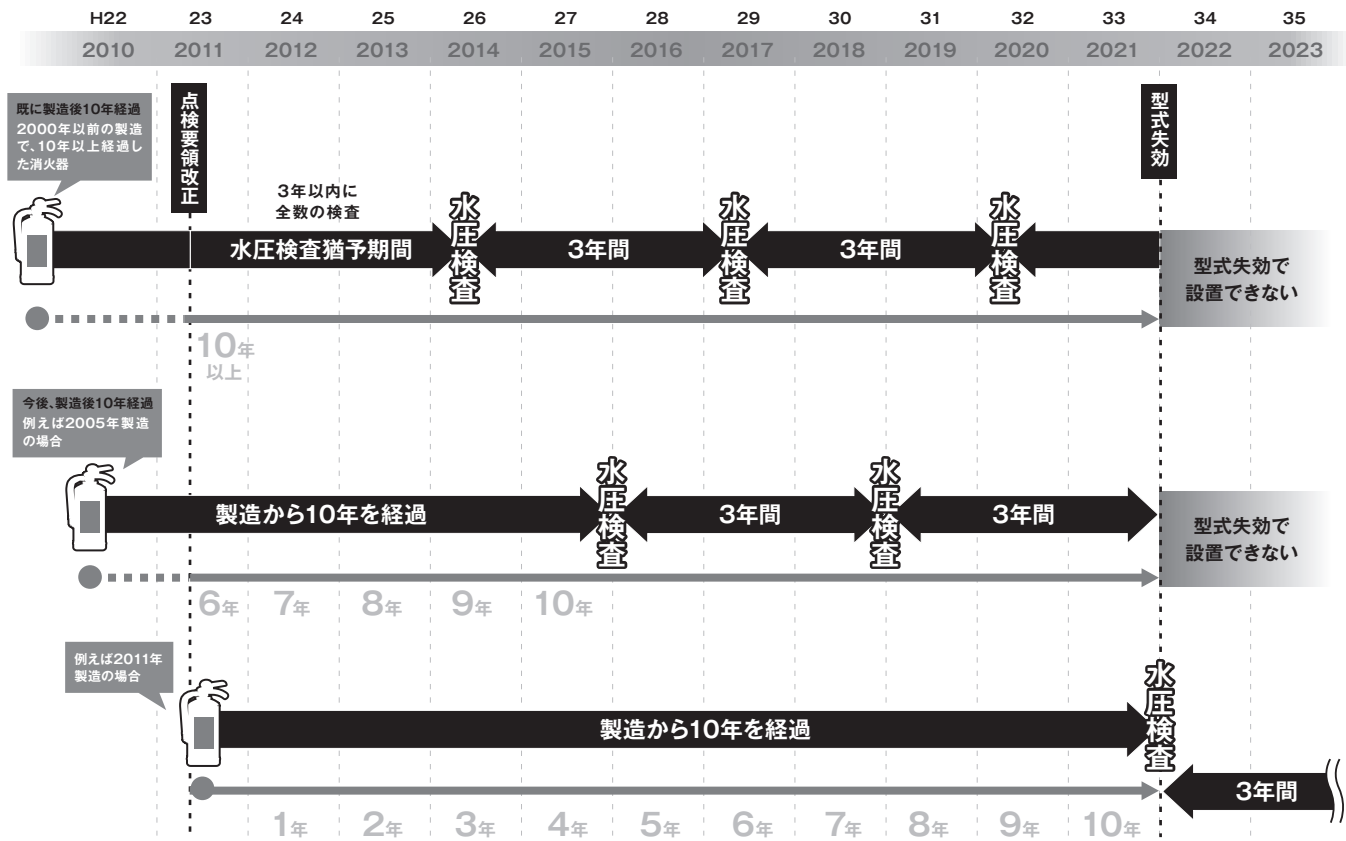 H22 23 24 25 26 27 28 29 30 31 32 33 34 35
2010 2011 2012 2013 2014 2015 2016 2017 2018 2019 2020 2021 2022 2023
既に製造後10年経過
2000年以前の製造
で、10年以上経過し
た消火器
点検要領改正
型式失効
3年以内に
全数の検査
水圧検査猶予期間
水圧検査
3年間
水圧検査
3年間
水圧検査
型式失効で
設置できない
10年
以上
今後、製造後10年経過
例えば2005年製造
の場合
製造から10年を経過
水圧検査
3年間
水圧検査
3年間
型式失効で
設置できない
6年 7年 8年 9年 10年
例えば2011年
製造の場合
製造から10年を経過
水圧検査
3年間
1年 2年 3年 4年 5年 6年 7年 8年 9年 10年